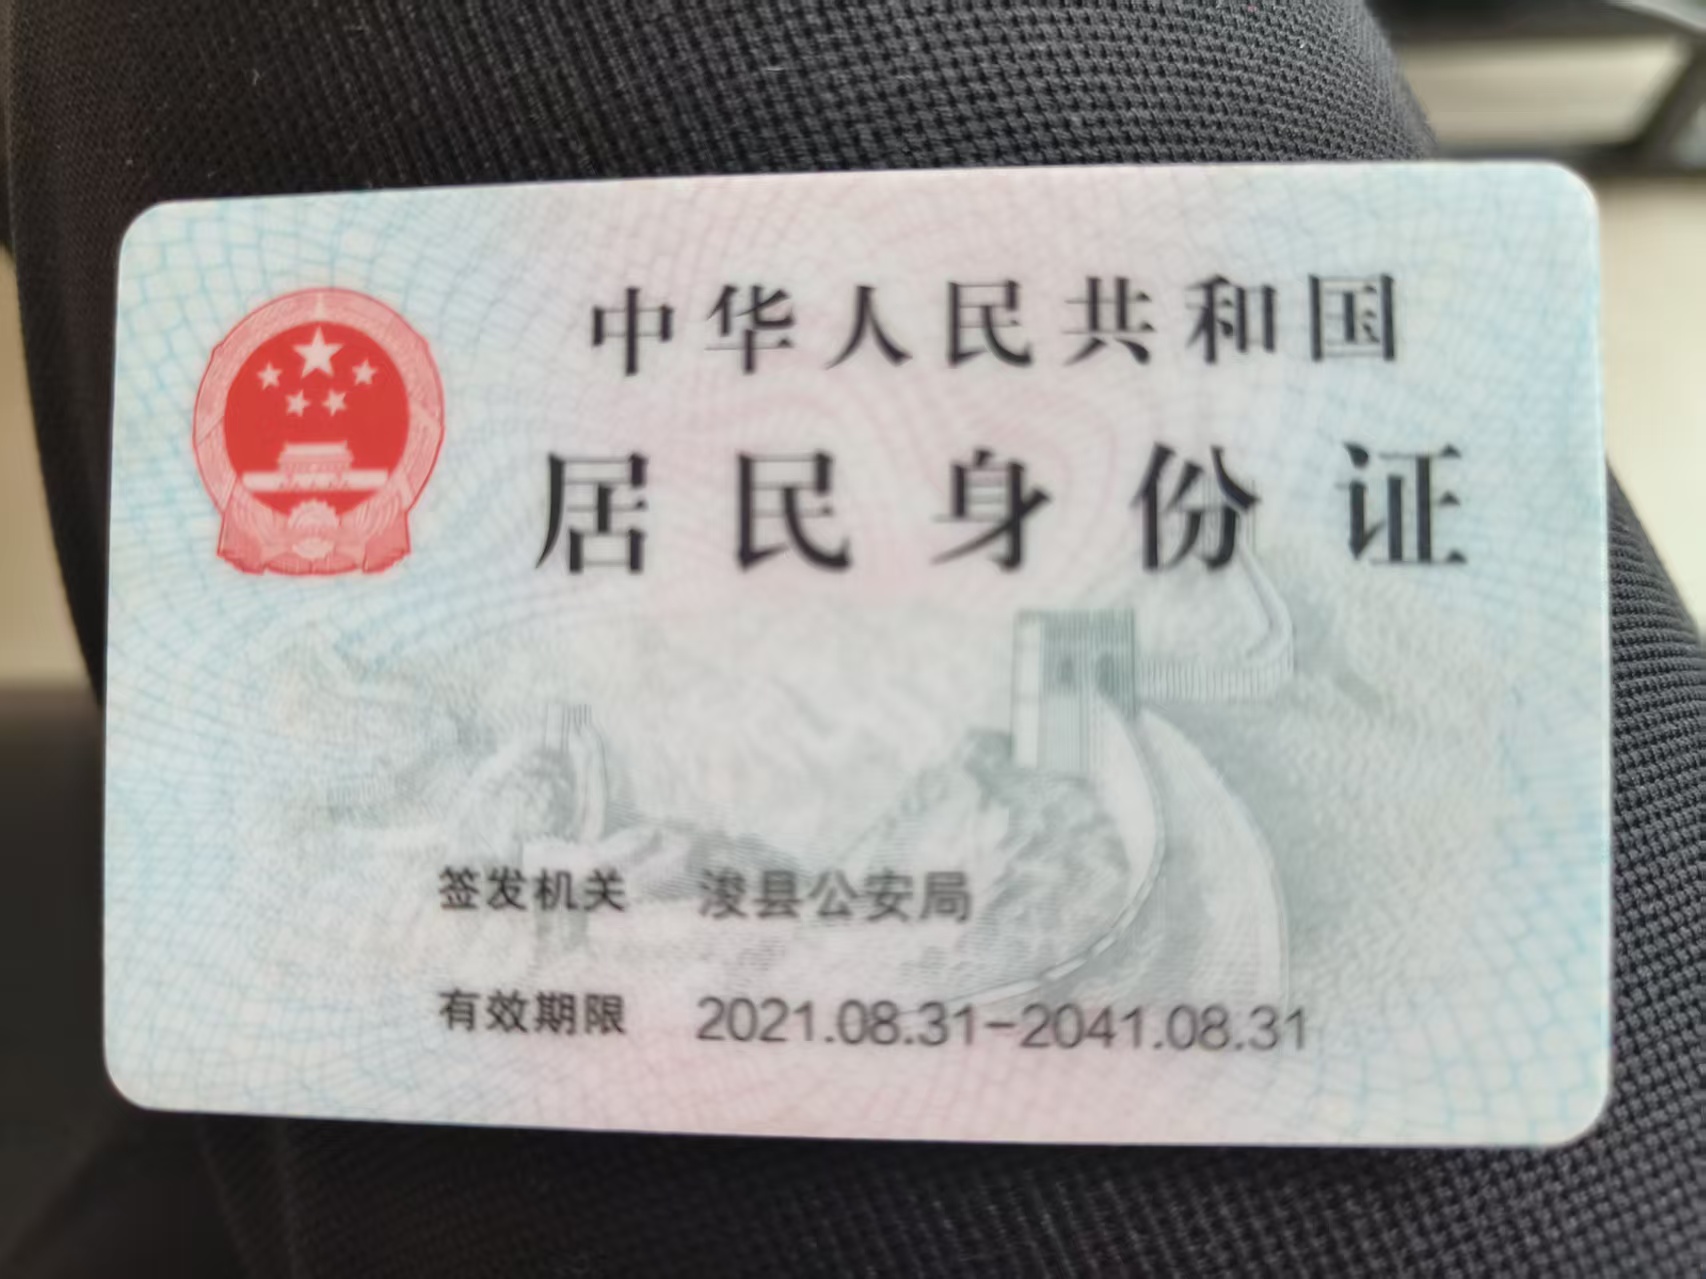 中华人民共和国
居民身份证
签发机关 浚县公安局
有效期限 2021.08.31-2041.08.31